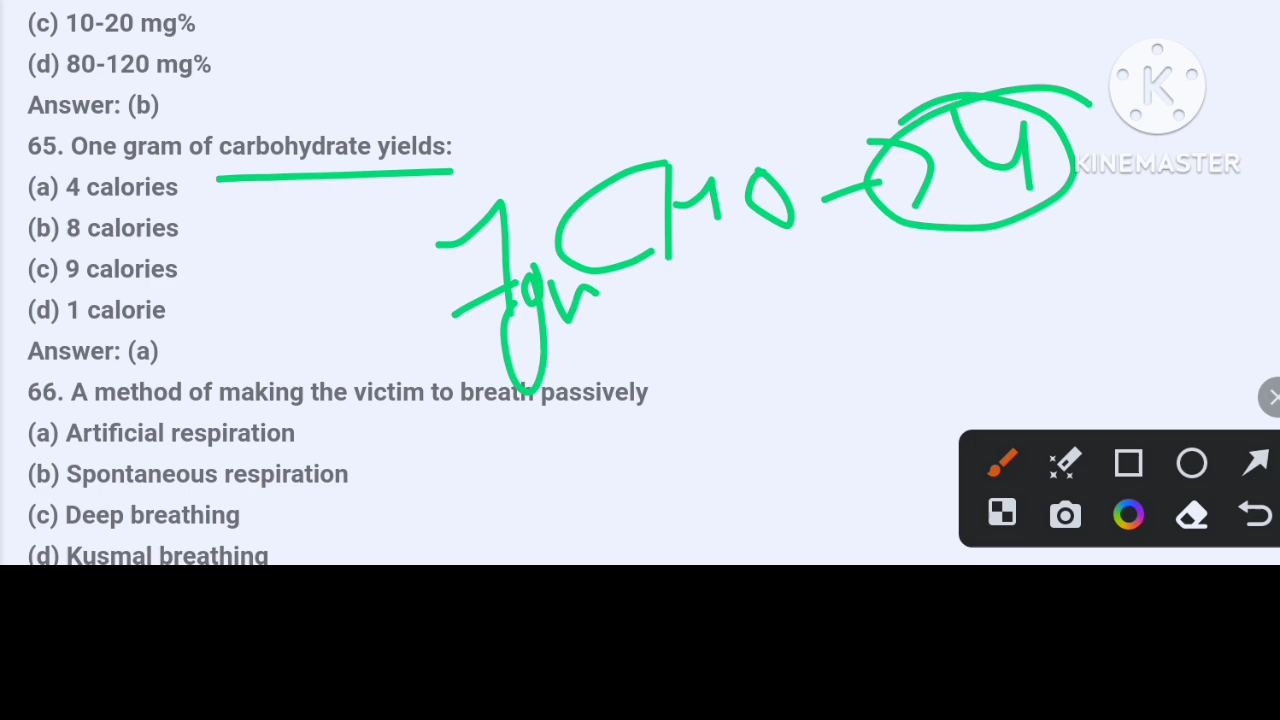 (c) 10-20 mg%
(d) 80-120 mg%
Answer: (b)
65. One gram of carbohydrate yields:
(a) 4 calories
(b) 8 calories
(c) 9 calories
(d) 1 calorie
Answer: (a)
66. A method of making the victim to breath passively
(a) Artificial respiration
(b) Spontaneous respiration
(c) Deep breathing
(d) Kusmal breathing
1gm CHO → 4
K
KINEMASTER